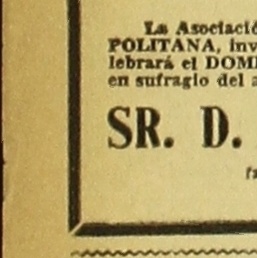 La Asociació
POLITANA, inv
lebrará el DOM
en sufragio del a
SR. D.